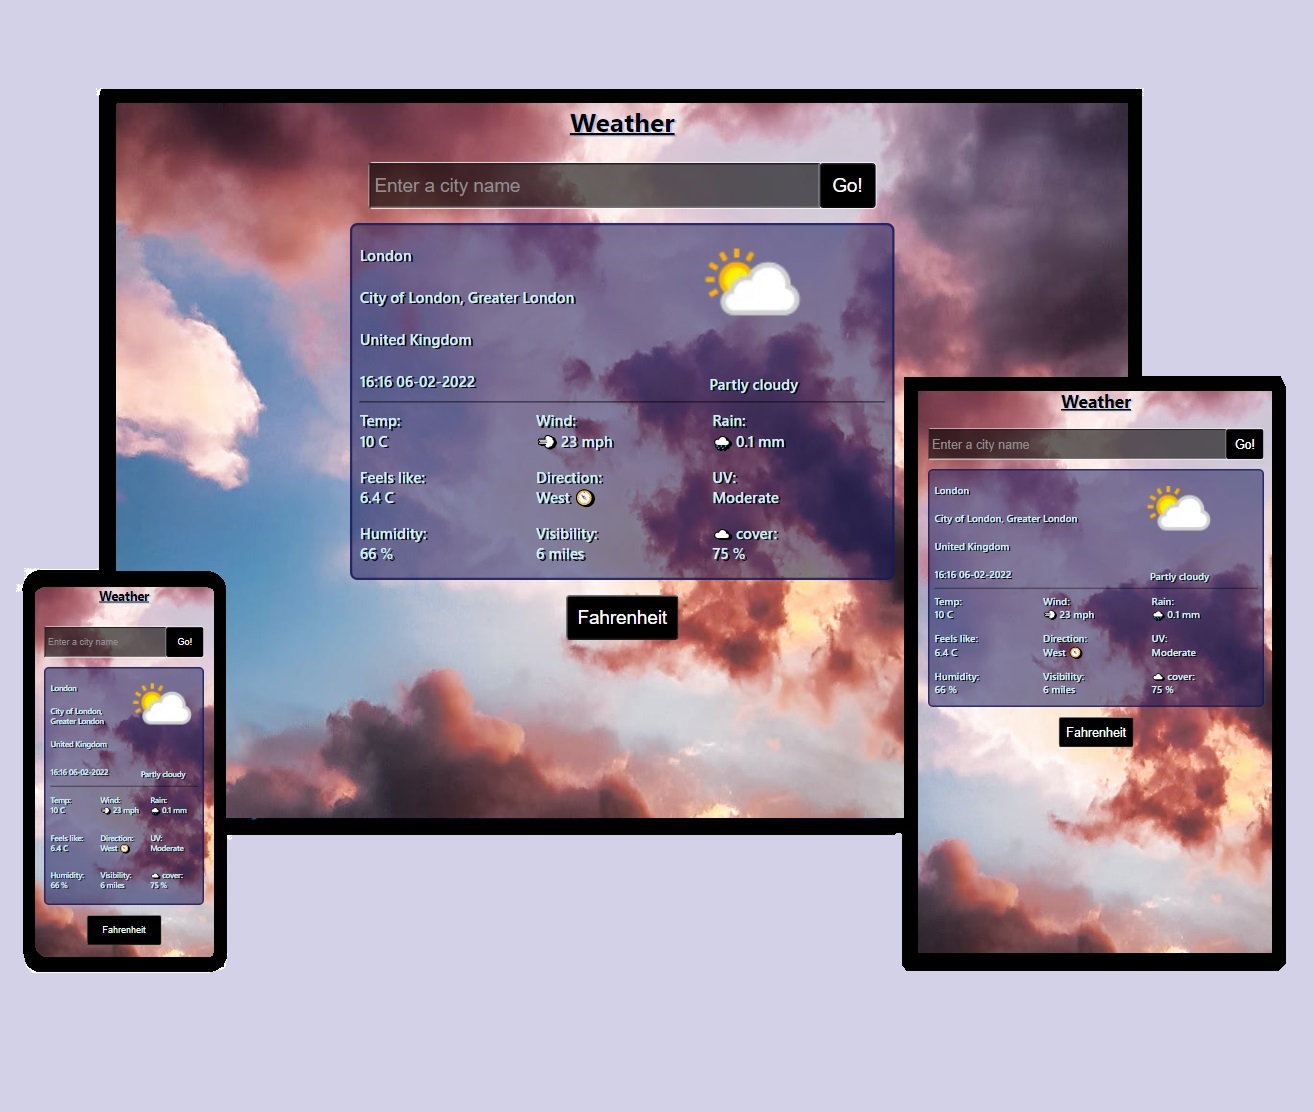 Weather
Enter a city name
Go!
London
City of London, Greater London
United Kingdom
16:16 06-02-2022
Partly cloudy
Temp:
Wind:
Rain:
10 C
23 mph
0.1 mm
Feels like:
Direction:
UV:
6.4 C
West
Moderate
Humidity:
Visibility:
cover:
66 %
6 miles
75 %
Fahrenheit
Weather
Enter a city name
Go!
London
City of London, Greater London
United Kingdom
16:16 06-02-2022
Partly cloudy
Temp:
Wind:
Rain:
10 C
23 mph
0.1 mm
Feels like:
Direction:
UV:
6.4 C
West
Moderate
Humidity:
Visibility:
cover:
66 %
6 miles
75 %
Fahrenheit
Weather
Enter a city name
Go!
London
City of London,
Greater London
United Kingdom
16:16 06-02-2022
Partly cloudy
Temp:
Wind:
Rain:
10 C
23 mph
0.1 mm
Feels like:
Direction:
UV:
6.4 C
West
Moderate
Humidity:
Visibility:
cover:
66 %
6 miles
75 %
Fahrenheit